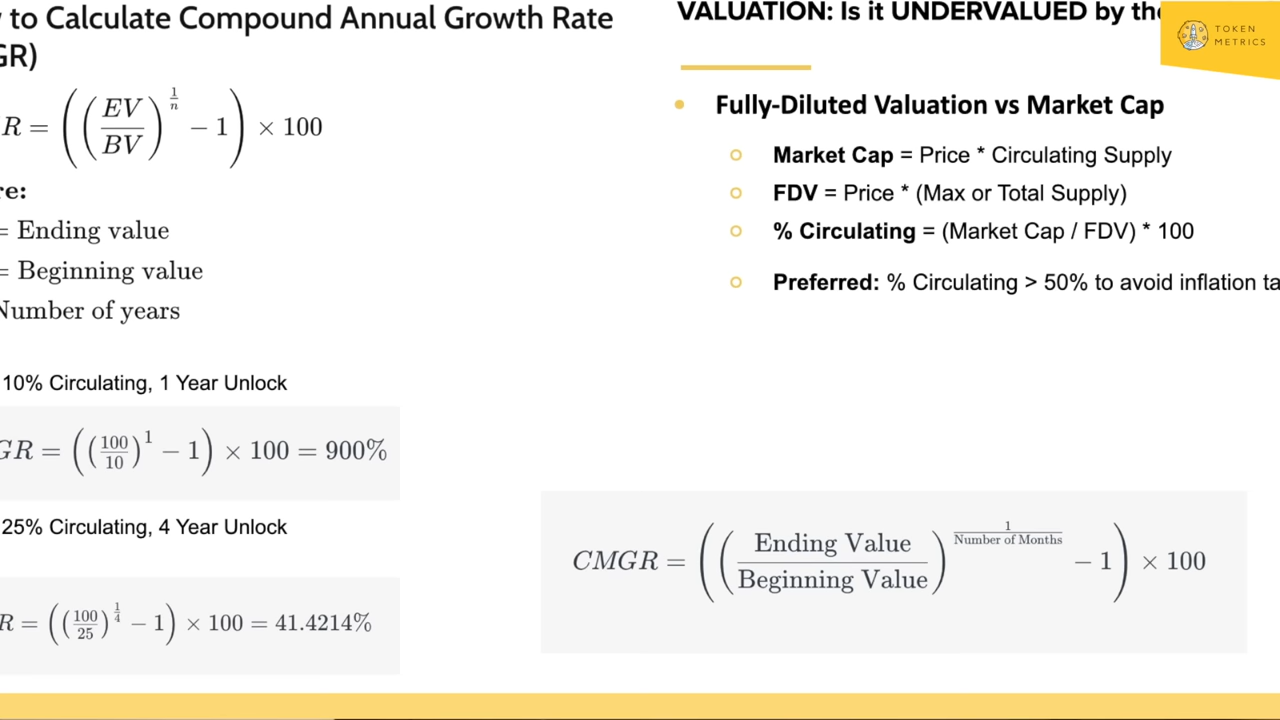 to Calculate Compound Annual Growth Rate
GR)
R = ((EV/BV)^(1/n) − 1) × 100
re:
= Ending value
= Beginning value
Number of years
10% Circulating, 1 Year Unlock
GR = ((100/10)^1 − 1) × 100 = 900%
25% Circulating, 4 Year Unlock
R = ((100/25)^(1/4) − 1) × 100 = 41.4214%
VALUATION: Is it UNDERVALUED by the
TOKEN
METRICS
Fully-Diluted Valuation vs Market Cap
Market Cap = Price * Circulating Supply
FDV = Price * (Max or Total Supply)
% Circulating = (Market Cap / FDV) * 100
Preferred: % Circulating > 50% to avoid inflation ta
CMGR = ((Ending Value/Beginning Value)^(1/Number of Months) − 1) × 100